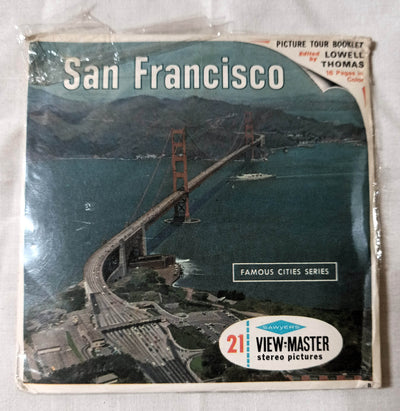 PICTURE TOUR BOOKLET
Edited by LOWELL THOMAS
16 Pages in Color
San Francisco
FAMOUS CITIES SERIES
SAWYER'S
21 VIEW-MASTER
stereo pictures